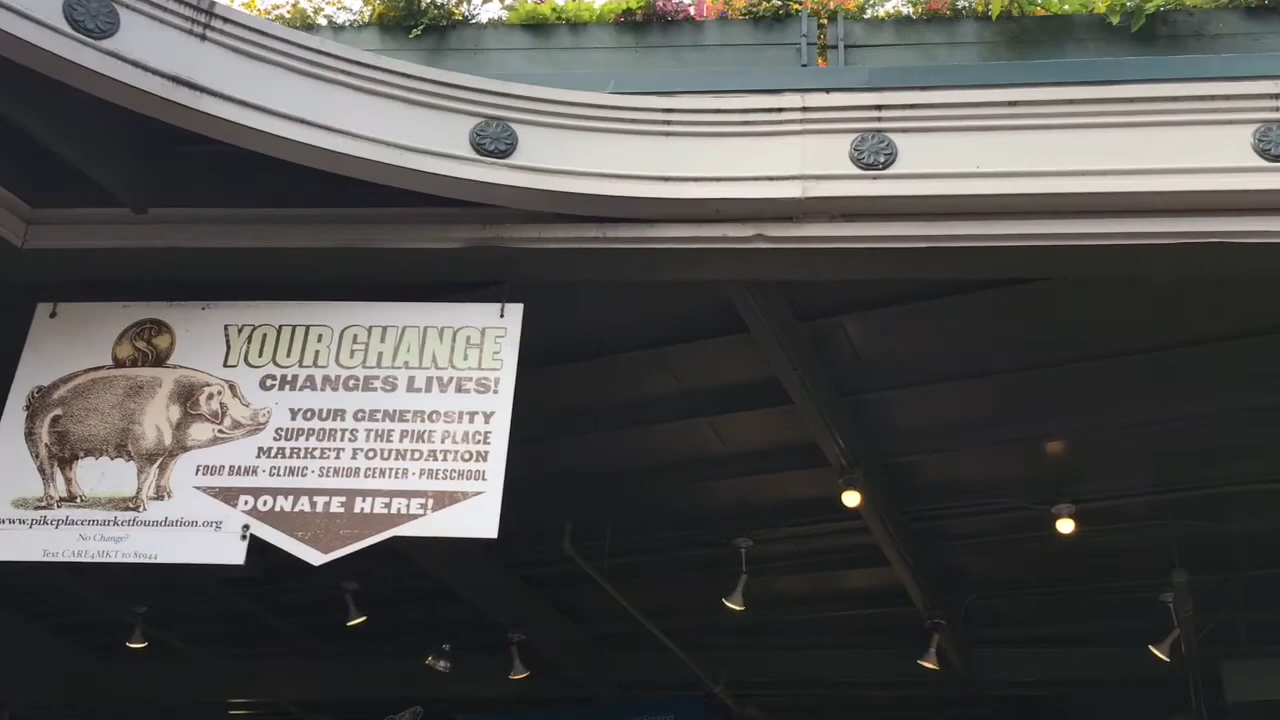 YOUR CHANGE
CHANGES LIVES!
YOUR GENEROSITY
SUPPORTS THE PIKE PLACE
MARKET FOUNDATION
FOOD BANK · CLINIC · SENIOR CENTER · PRESCHOOL
DONATE HERE!
www.pikeplacemarketfoundation.org
No Change?
Text CARE4MKT to 85944